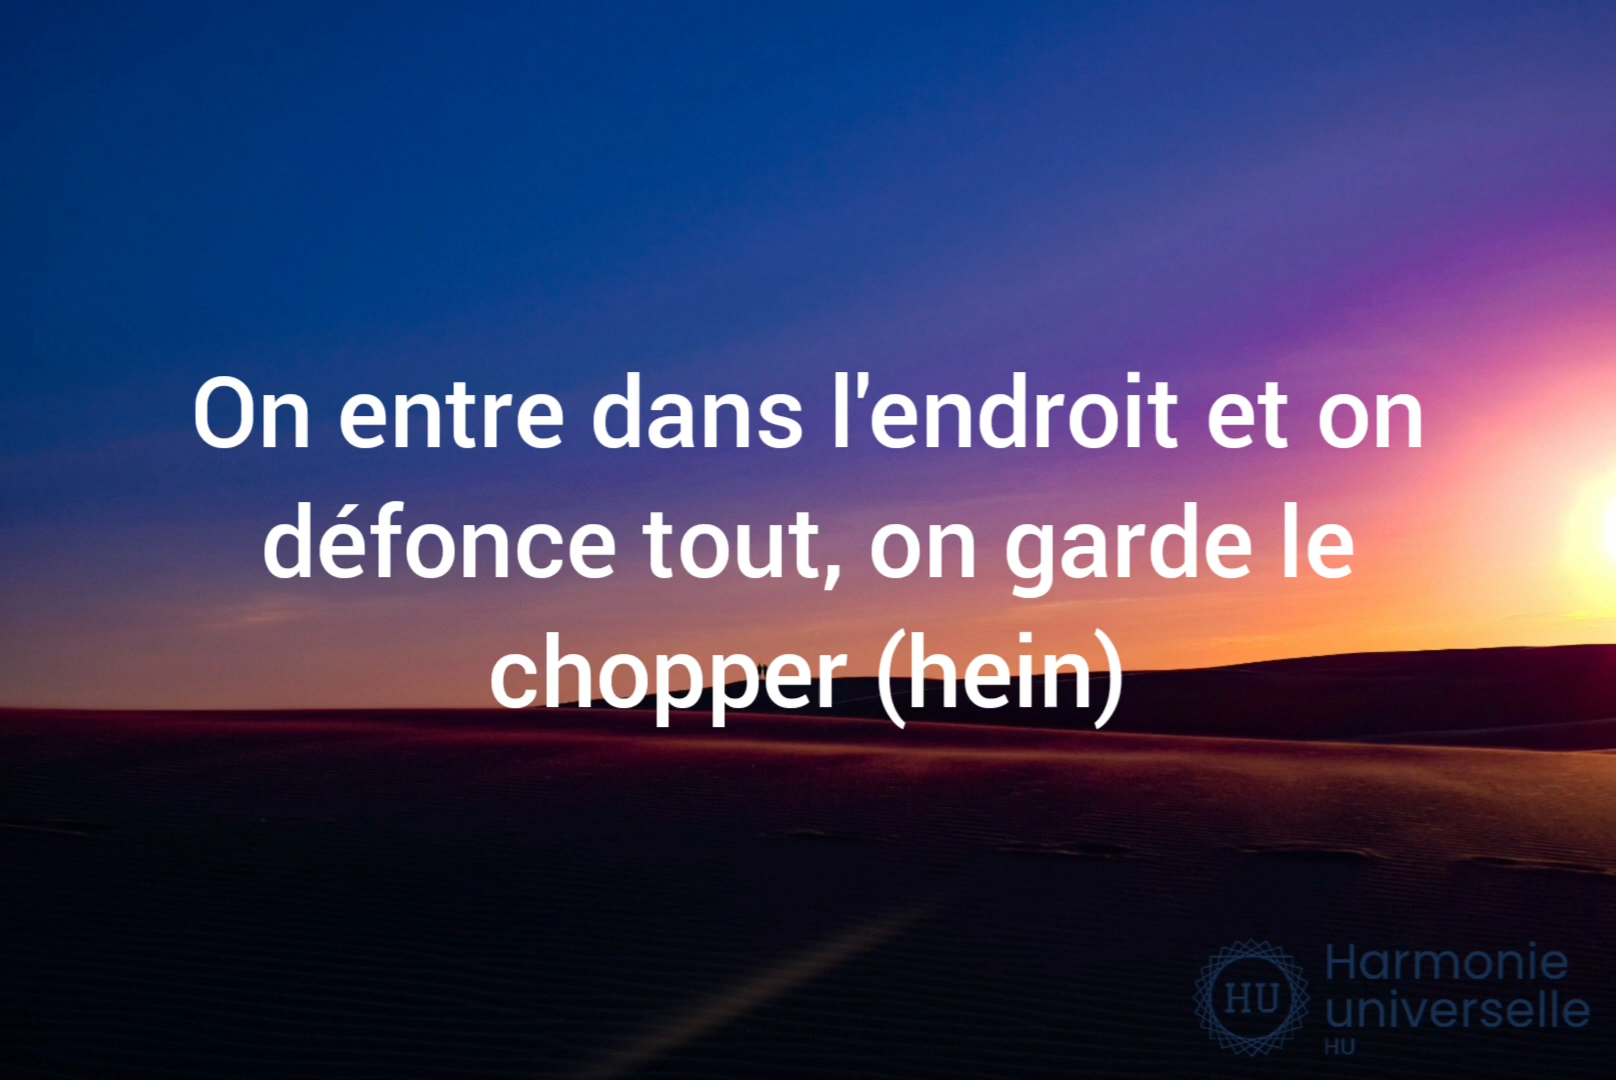 On entre dans l'endroit et on
défonce tout, on garde le
chopper (hein)
HU
Harmonie
universelle
HU